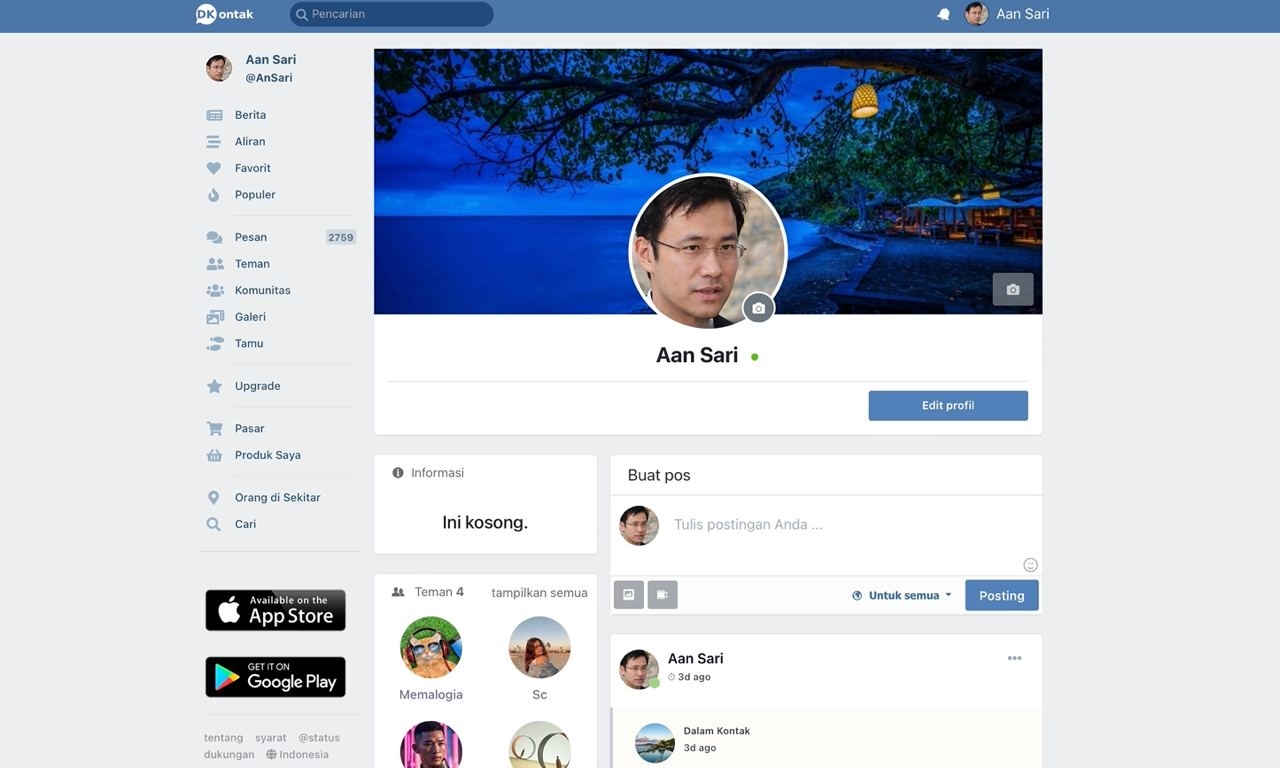 DKontak
Pencarian
Aan Sari
Aan Sari
@AnSari
Berita
Aliran
Favorit
Populer
Pesan 2759
Teman
Komunitas
Galeri
Tamu
Upgrade
Pasar
Produk Saya
Orang di Sekitar
Cari
Available on the
App Store
GET IT ON
Google Play
tentang syarat @status
dukungan Indonesia
Aan Sari
Edit profil
Informasi
Ini kosong.
Teman 4 tampilkan semua
Memalogia Sc
Buat pos
Tulis postingan Anda ...
Untuk semua Posting
Aan Sari
3d ago
Dalam Kontak
3d ago